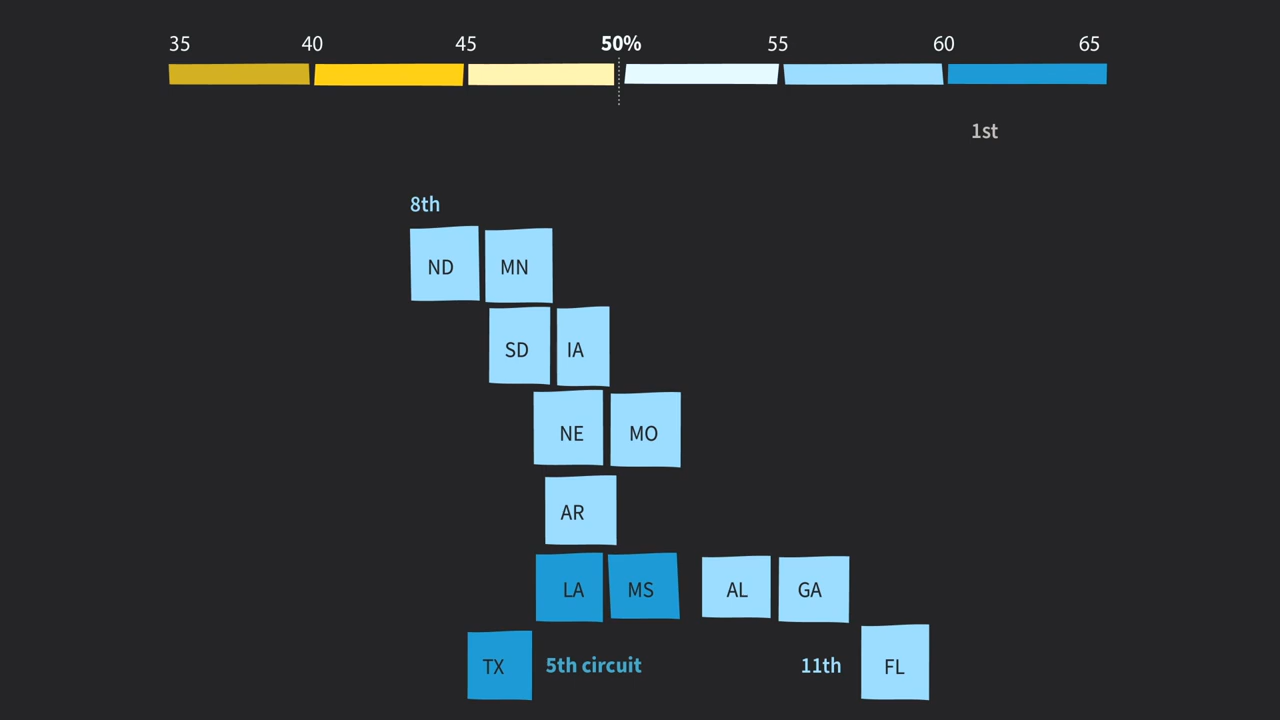 35 40 45 50% 55 60 65
1st
8th
ND MN
SD IA
NE MO
AR
LA MS AL GA
TX 5th circuit 11th FL